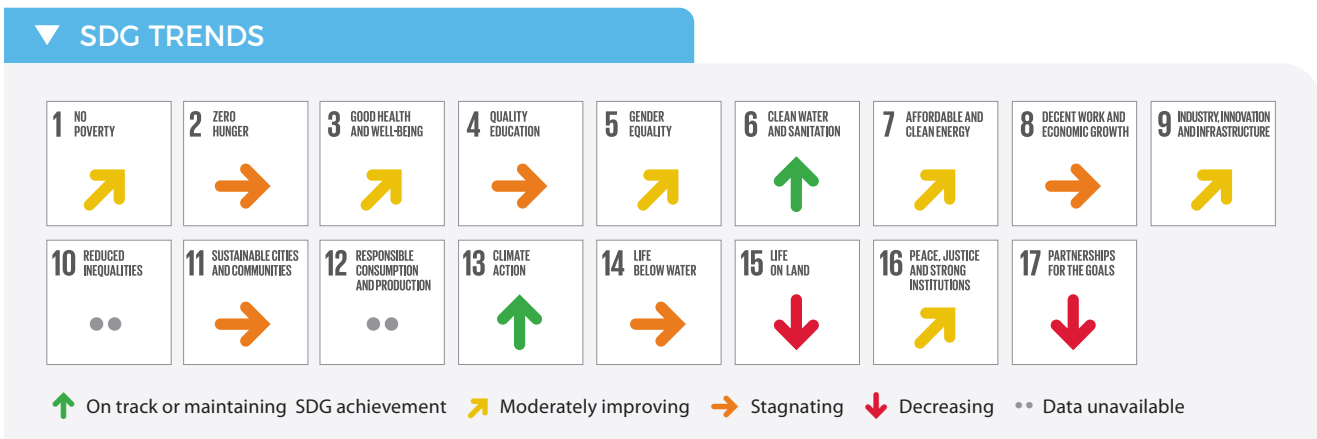 SDG TRENDS
1 NO
POVERTY
2 ZERO
HUNGER
3 GOOD HEALTH
AND WELL-BEING
4 QUALITY
EDUCATION
5 GENDER
EQUALITY
6 CLEAN WATER
AND SANITATION
7 AFFORDABLE AND
CLEAN ENERGY
8 DECENT WORK AND
ECONOMIC GROWTH
9 INDUSTRY, INNOVATION
AND INFRASTRUCTURE
10 REDUCED
INEQUALITIES
11 SUSTAINABLE CITIES
AND COMMUNITIES
12 RESPONSIBLE
CONSUMPTION
AND PRODUCTION
13 CLIMATE
ACTION
14 LIFE
BELOW WATER
15 LIFE
ON LAND
16 PEACE, JUSTICE
AND STRONG
INSTITUTIONS
17 PARTNERSHIPS
FOR THE GOALS
On track or maintaining SDG achievement Moderately improving Stagnating Decreasing Data unavailable